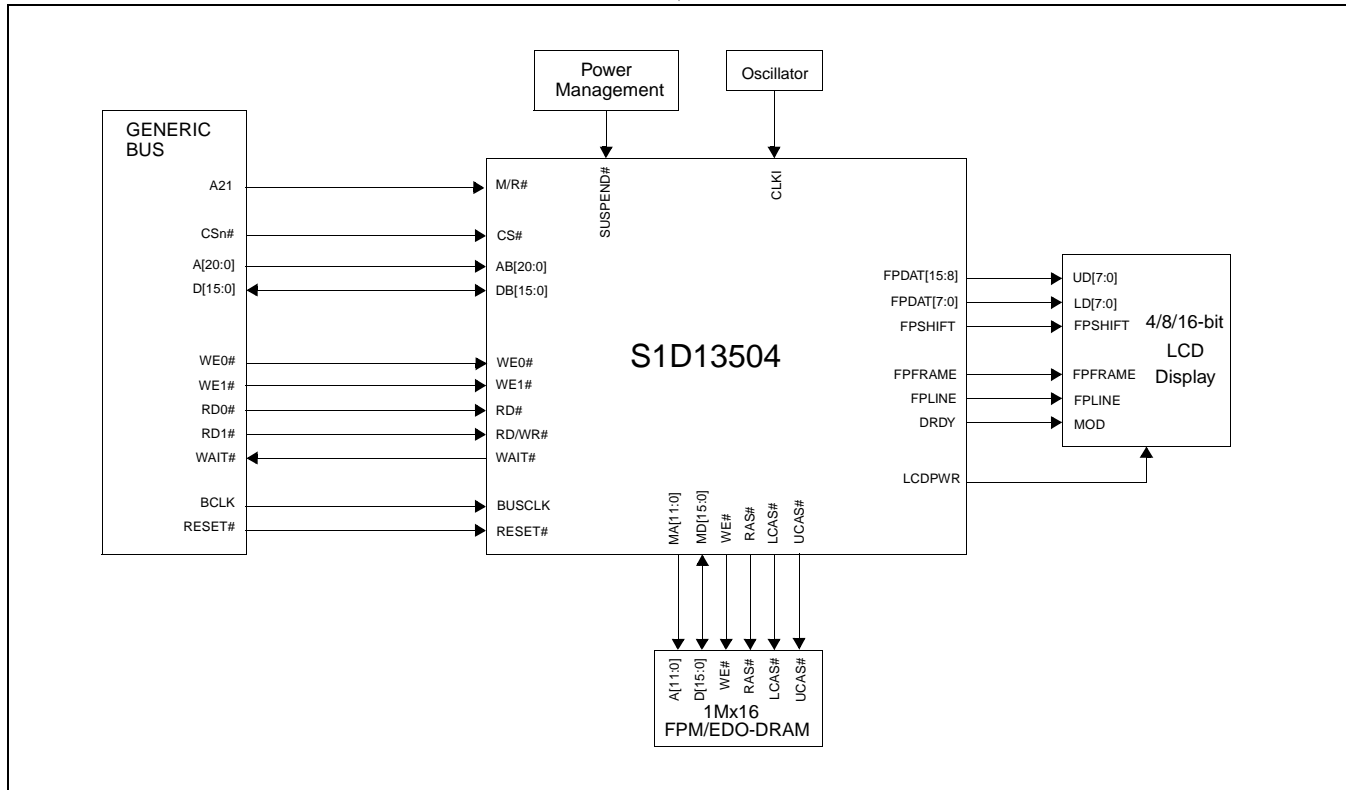 Power
Management
Oscillator
GENERIC
BUS
A21
CSn#
A[20:0]
D[15:0]
WE0#
WE1#
RD0#
RD1#
WAIT#
BCLK
RESET#
M/R#
CS#
AB[20:0]
DB[15:0]
WE0#
WE1#
RD#
RD/WR#
WAIT#
BUSCLK
RESET#
SUSPEND#
CLKI
S1D13504
FPDAT[15:8]
FPDAT[7:0]
FPSHIFT
FPFRAME
FPLINE
DRDY
LCDPWR
UD[7:0]
LD[7:0]
FPSHIFT
FPFRAME
FPLINE
MOD
4/8/16-bit
LCD
Display
MA[11:0]
MD[15:0]
WE#
RAS#
LCAS#
UCAS#
A[11:0]
D[15:0]
WE#
RAS#
LCAS#
UCAS#
1Mx16
FPM/EDO-DRAM